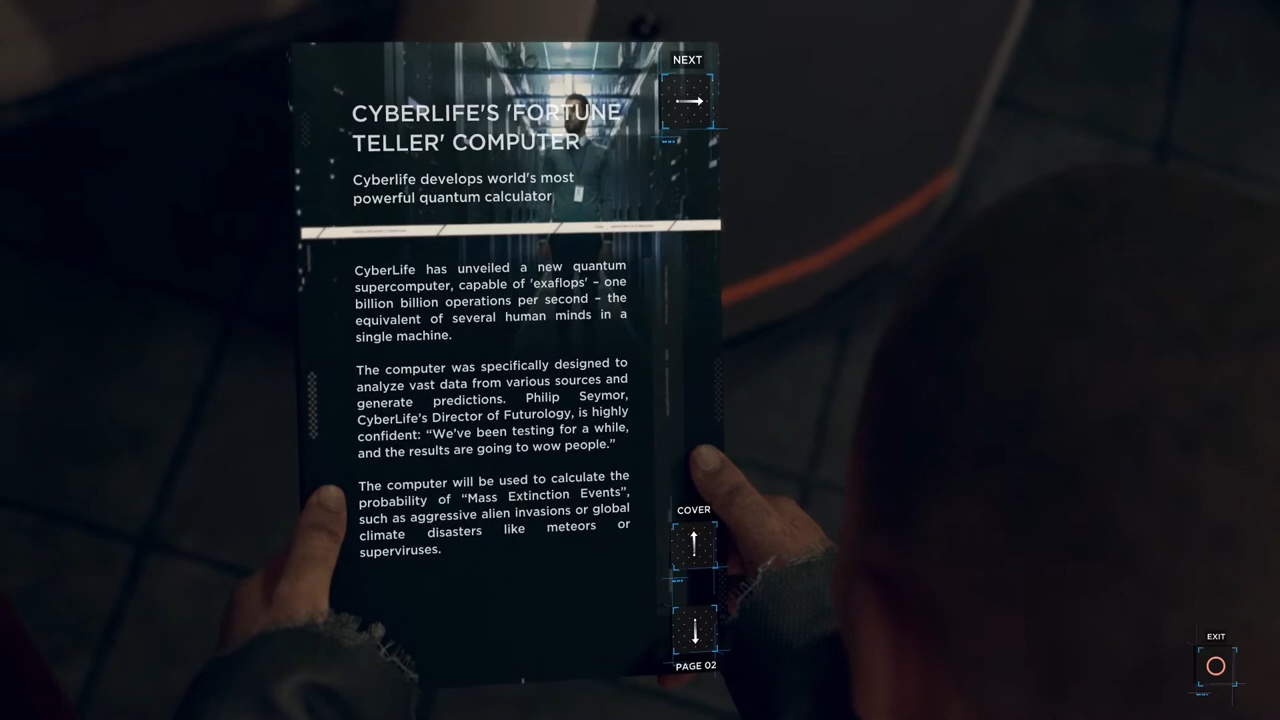 NEXT
CYBERLIFE'S 'FORTUNE
TELLER' COMPUTER
Cyberlife develops world's most
powerful quantum calculator
CyberLife has unveiled a new quantum
supercomputer, capable of 'exaflops' – one
billion billion operations per second – the
equivalent of several human minds in a
single machine.
The computer was specifically designed to
analyze vast data from various sources and
generate predictions. Philip Seymor,
CyberLife's Director of Futurology, is highly
confident: “We've been testing for a while,
and the results are going to wow people.”
The computer will be used to calculate the
probability of “Mass Extinction Events”,
such as aggressive alien invasions or global
climate disasters like meteors or
superviruses.
COVER
PAGE 02
EXIT